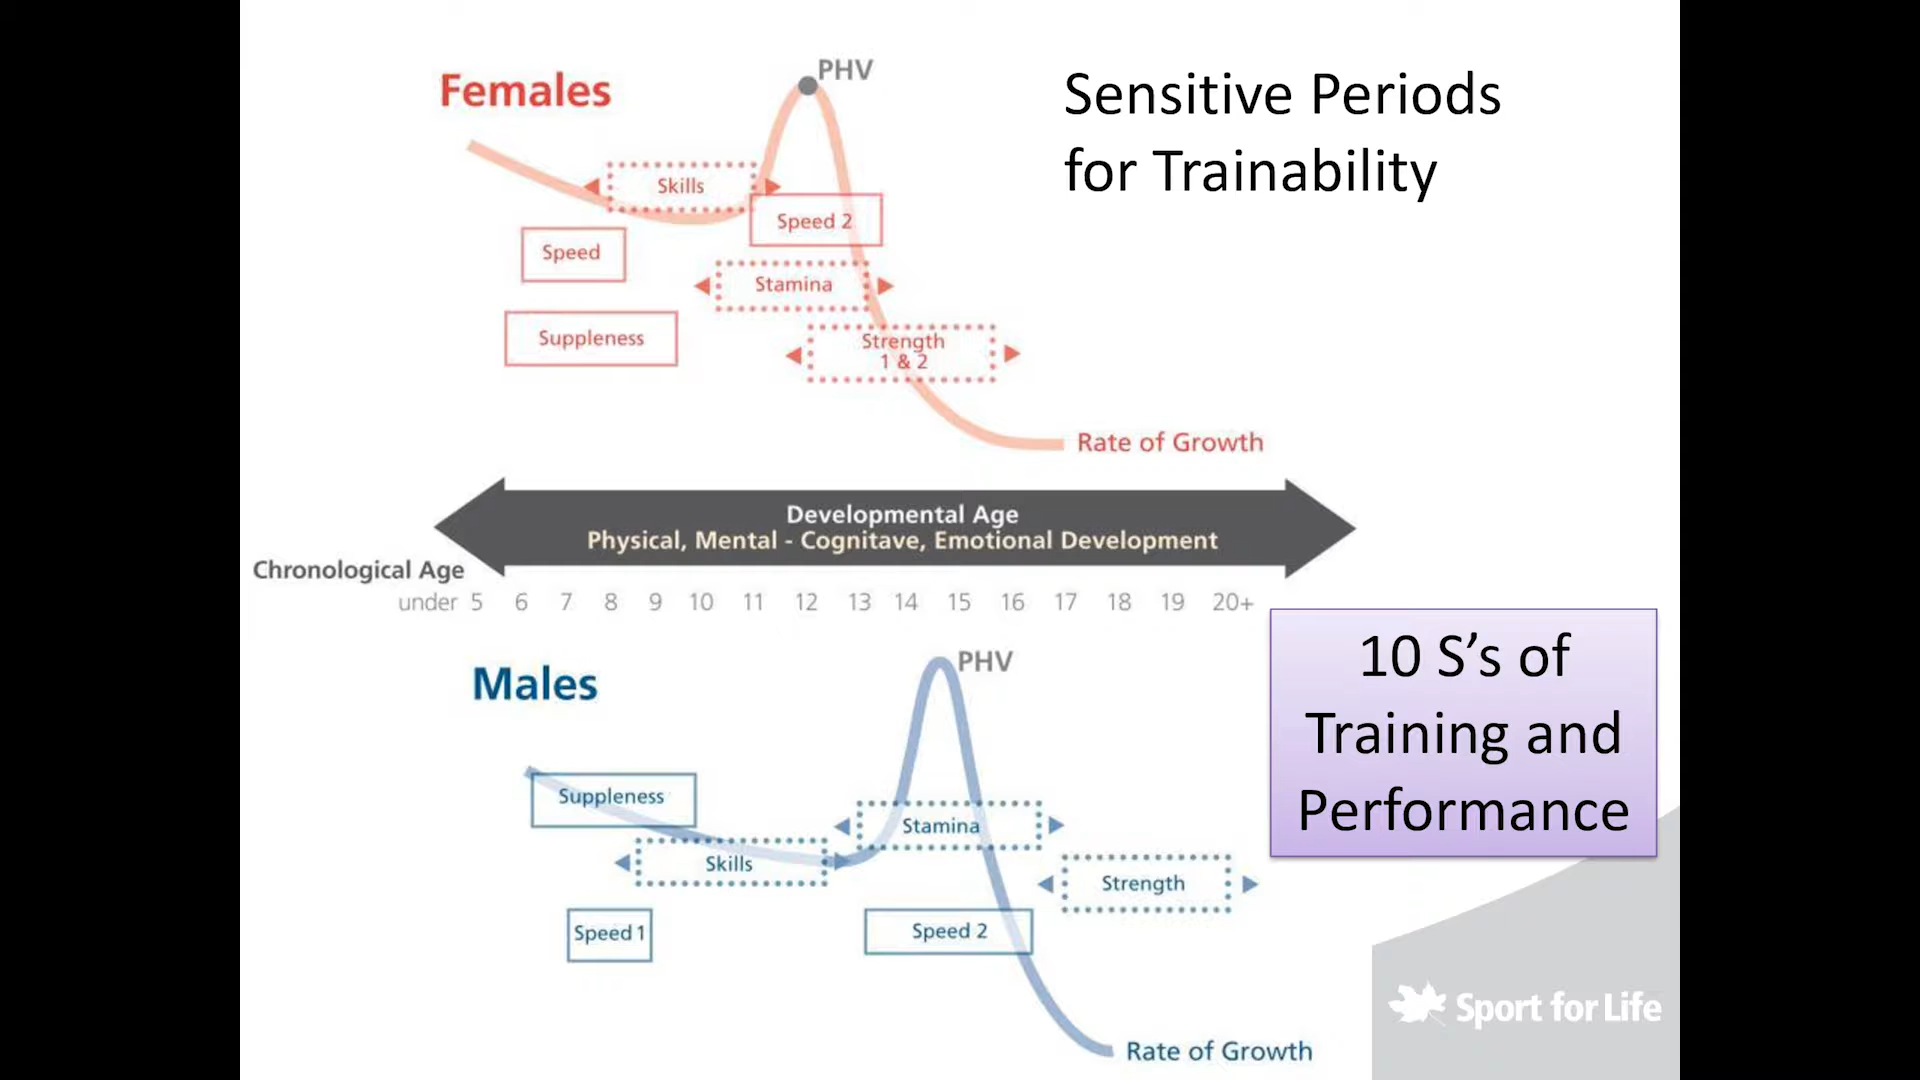 Females
PHV
Sensitive Periods
for Trainability
Skills
Speed 2
Speed
Stamina
Suppleness
Strength
1 & 2
Rate of Growth
Developmental Age
Physical, Mental - Cognitave, Emotional Development
Chronological Age
under 5 6 7 8 9 10 11 12 13 14 15 16 17 18 19 20+
Males
PHV
10 S’s of
Training and
Performance
Suppleness
Stamina
Skills
Strength
Speed 1
Speed 2
Sport for Life
Rate of Growth